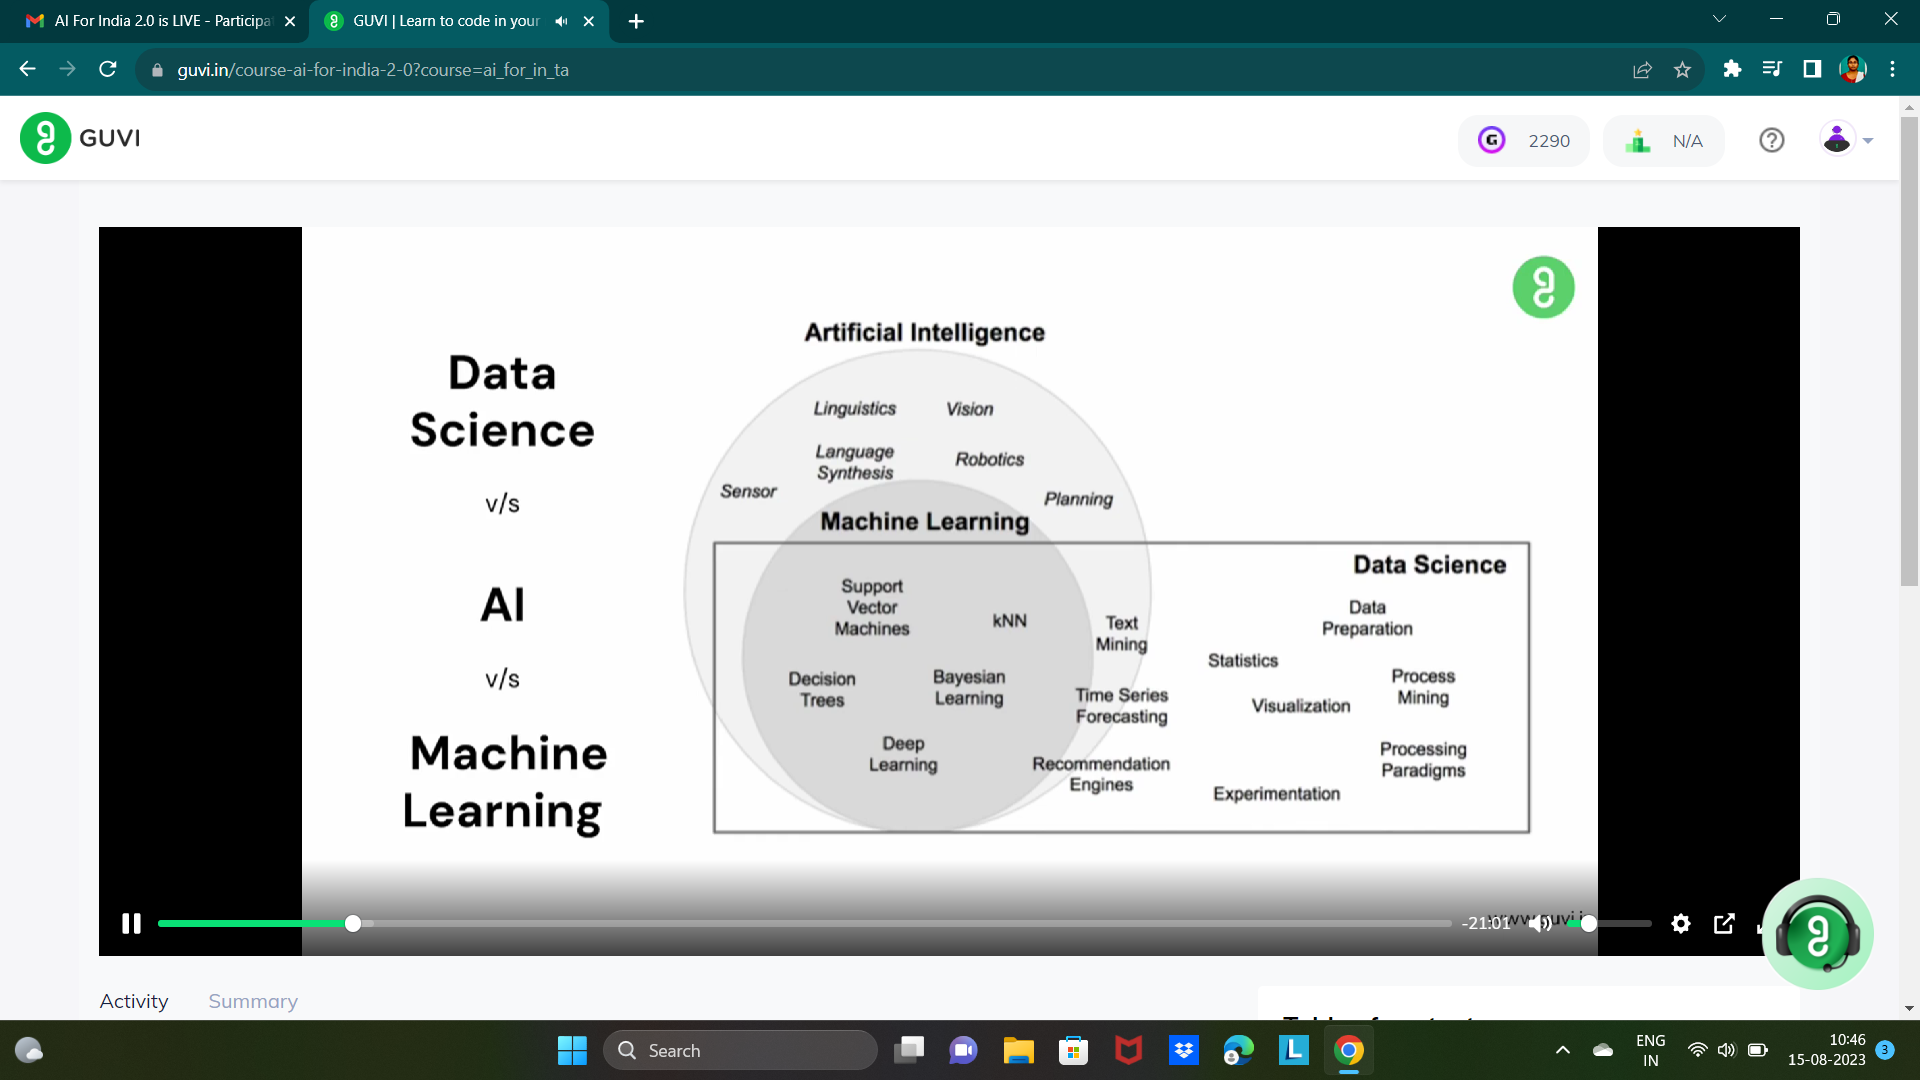 AI For India 2.0 is LIVE - Participa
GUVI | Learn to code in your
guvi.in/course-ai-for-india-2-0?course=ai_for_in_ta
GUVI
G
2290
N/A
Data
Science
v/s
AI
v/s
Machine
Learning
Artificial Intelligence
Linguistics
Vision
Language
Synthesis
Robotics
Sensor
Planning
Machine Learning
Data Science
Support
Vector
Machines
kNN
Text
Mining
Data
Preparation
Statistics
Decision
Trees
Bayesian
Learning
Time Series
Forecasting
Visualization
Process
Mining
Deep
Learning
Recommendation
Engines
Experimentation
Processing
Paradigms
-21:01
Activity
Summary
Search
L
ENG
IN
10:46
15-08-2023
3